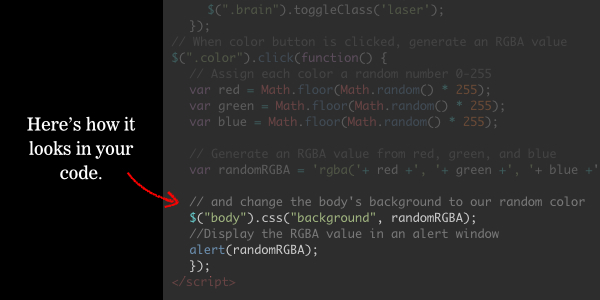 Here's how it
looks in your
code.
$(".brain").toggleClass('laser');
});
// When color button is clicked, generate an RGBA value
$(".color").click(function() {
// Assign each color a random number 0-255
var red = Math.floor(Math.random() * 255);
var green = Math.floor(Math.random() * 255);
var blue = Math.floor(Math.random() * 255);
// Generate an RGBA value from red, green, and blue
var randomRGBA = 'rgba('+ red +', '+ green +', '+ blue +'
// and change the body's background to our random color
$("body").css("background", randomRGBA);
//Display the RGBA value in an alert window
alert(randomRGBA);
});
</script>